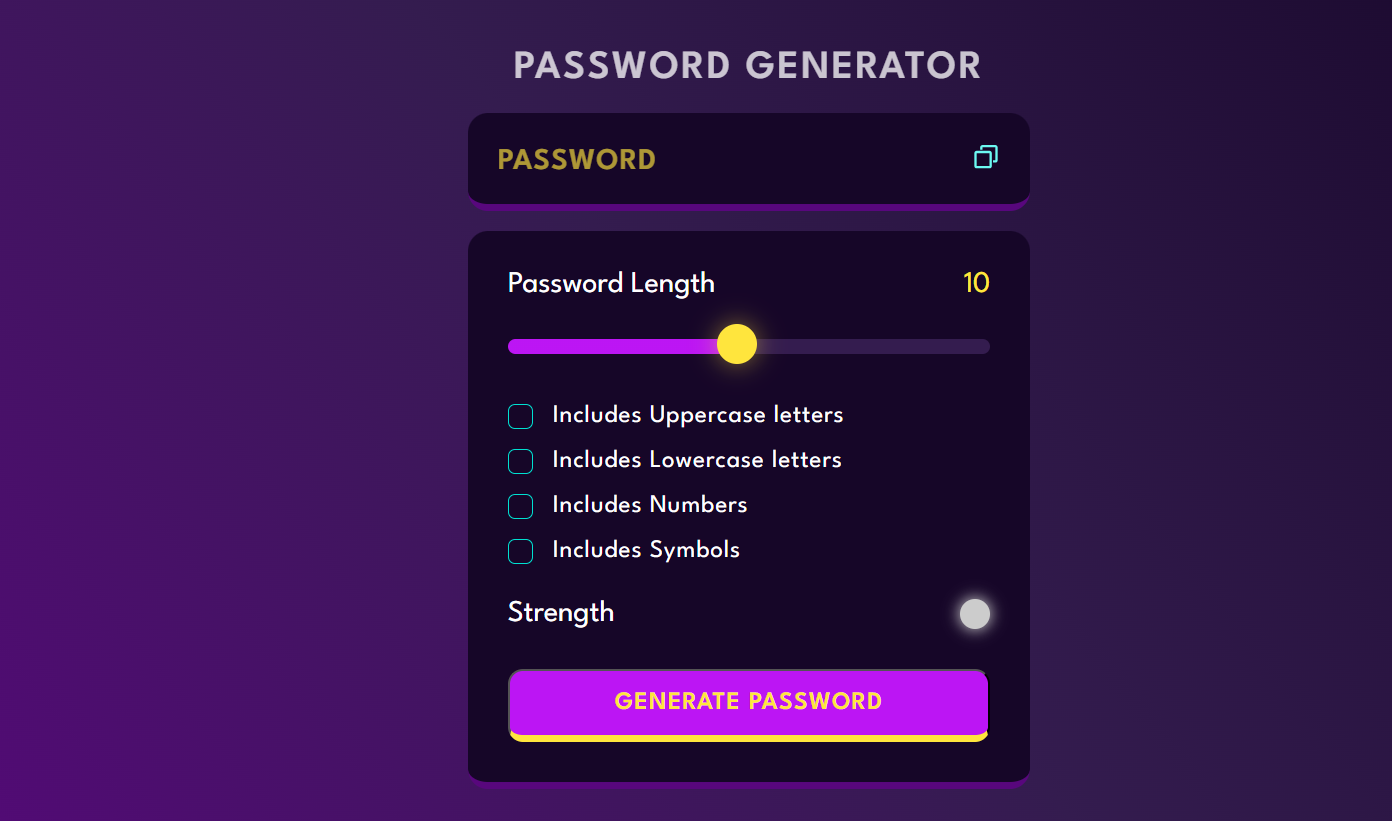 PASSWORD GENERATOR
PASSWORD
Password Length 10
Includes Uppercase letters
Includes Lowercase letters
Includes Numbers
Includes Symbols
Strength
GENERATE PASSWORD